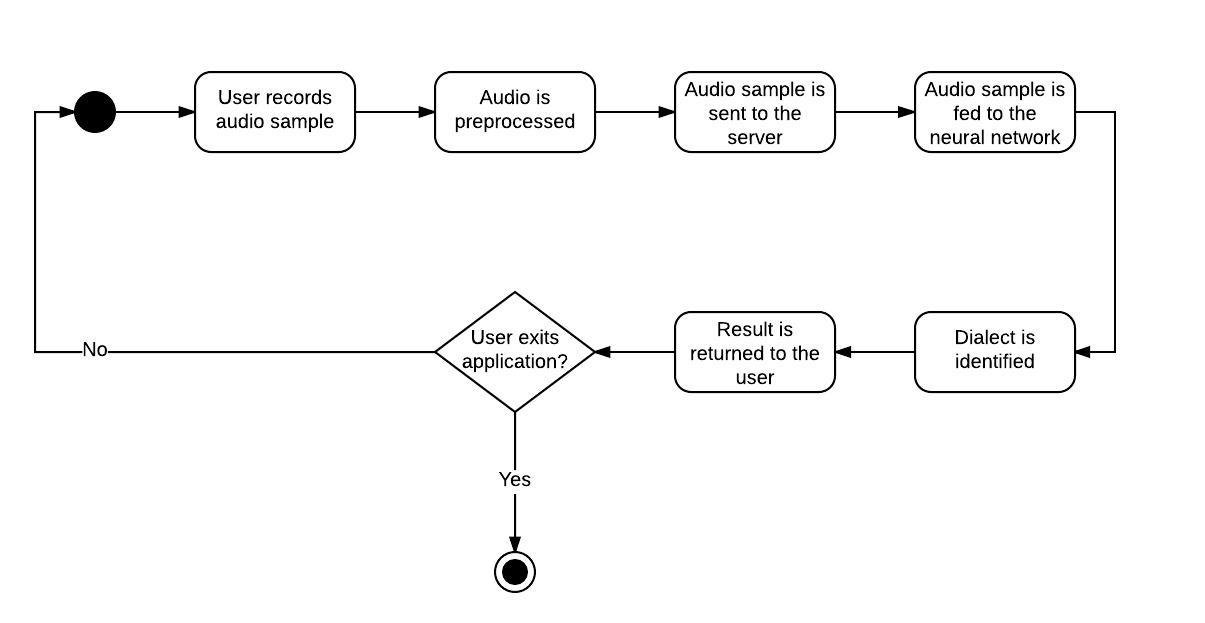 User records
audio sample
Audio is
preprocessed
Audio sample is
sent to the
server
Audio sample is
fed to the
neural network
Dialect is
identified
Result is
returned to the
user
User exits
application?
No
Yes